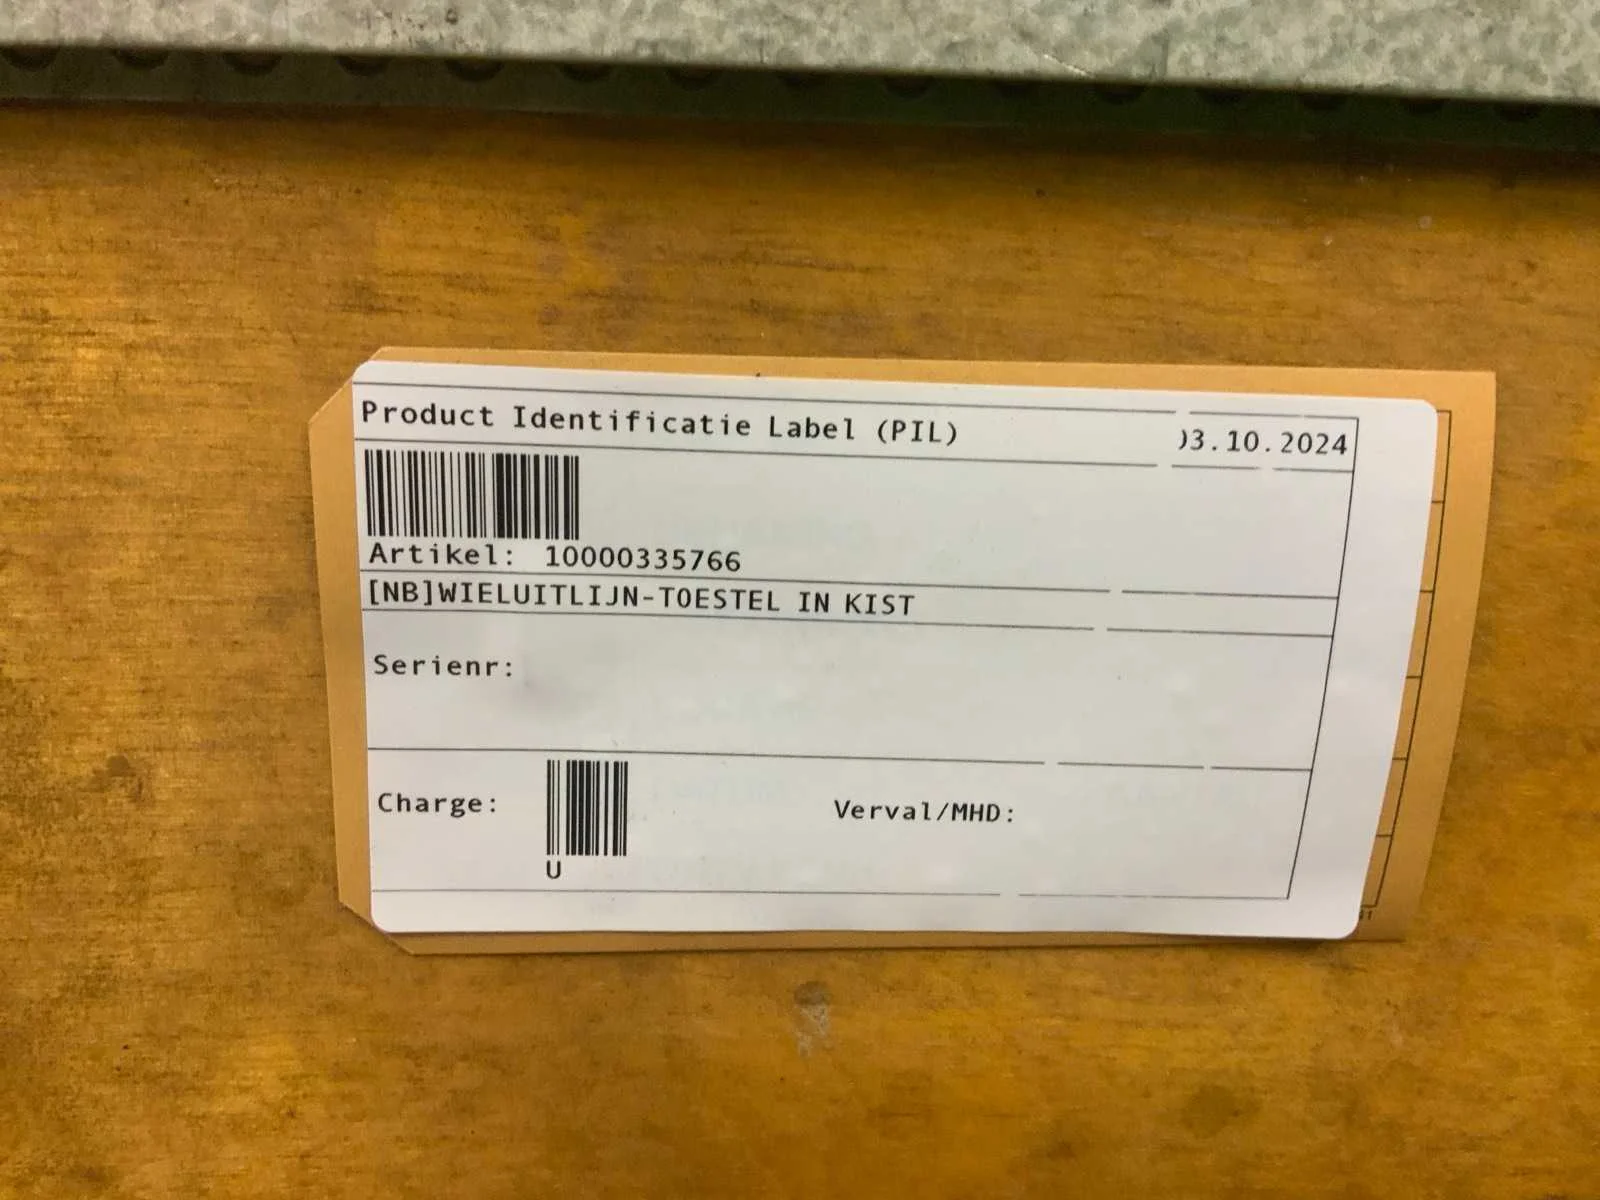 Product Identificatie Label (PIL)
3.10.2024
Artikel: 10000335766
[NB]WIELUITLIJN-TOESTEL IN KIST
Serienr:
Charge:
Verval/MHD:
U